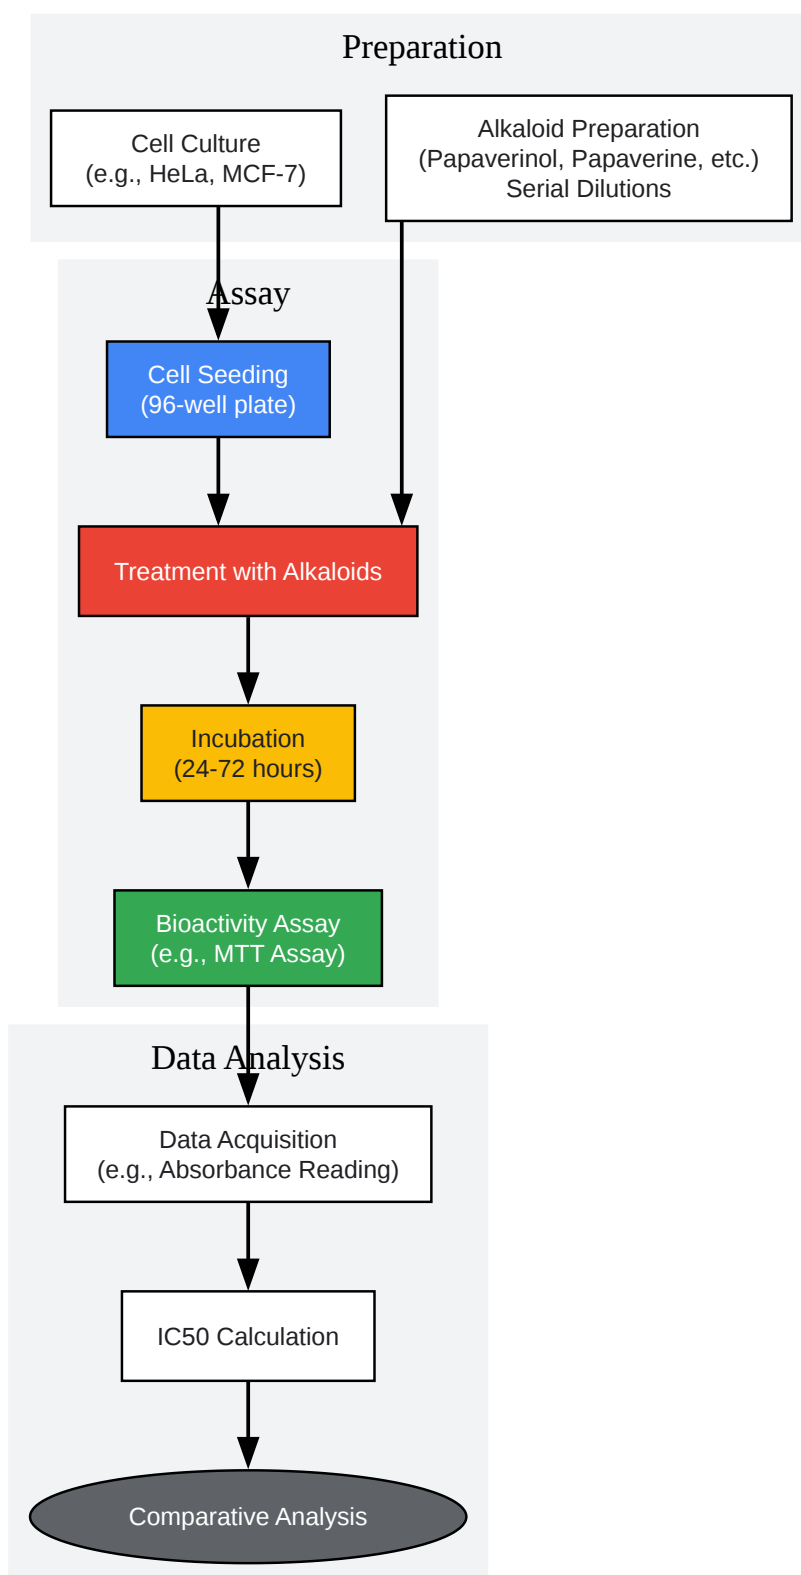 Preparation
Cell Culture
(e.g., HeLa, MCF-7)
Alkaloid Preparation
(Papaverinol, Papaverine, etc.)
Serial Dilutions
Assay
Cell Seeding
(96-well plate)
Treatment with Alkaloids
Incubation
(24-72 hours)
Bioactivity Assay
(e.g., MTT Assay)
Data Analysis
Data Acquisition
(e.g., Absorbance Reading)
IC50 Calculation
Comparative Analysis